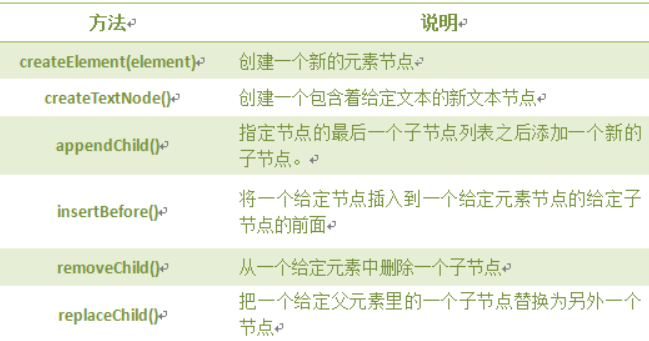 方法 说明
createElement(element) 创建一个新的元素节点
createTextNode() 创建一个包含着给定文本的新文本节点
appendChild() 指定节点的最后一个子节点列表之后添加一个新的
子节点。
insertBefore() 将一个给定节点插入到一个给定元素节点的给定子
节点的前面
removeChild() 从一个给定元素中删除一个子节点
replaceChild() 把一个给定父元素里的一个子节点替换为另外一个
节点